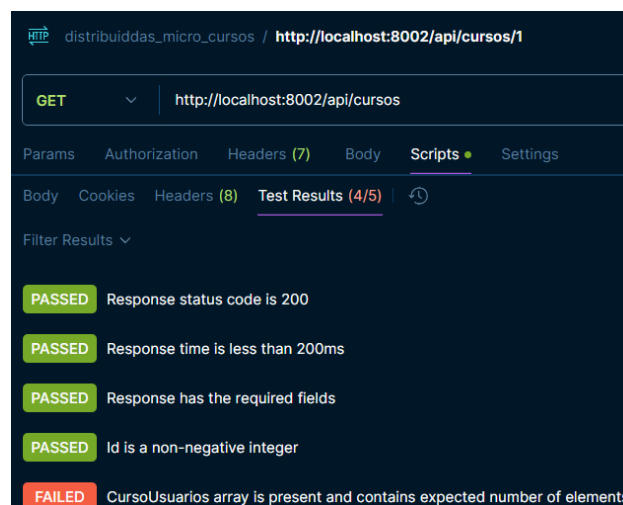 HTTP distribuiddas_micro_cursos / http://localhost:8002/api/cursos/1
GET http://localhost:8002/api/cursos
Params Authorization Headers (7) Body Scripts Settings
Body Cookies Headers (8) Test Results (4/5)
Filter Results
PASSED Response status code is 200
PASSED Response time is less than 200ms
PASSED Response has the required fields
PASSED Id is a non-negative integer
FAILED CursoUsuarios array is present and contains expected number of elements